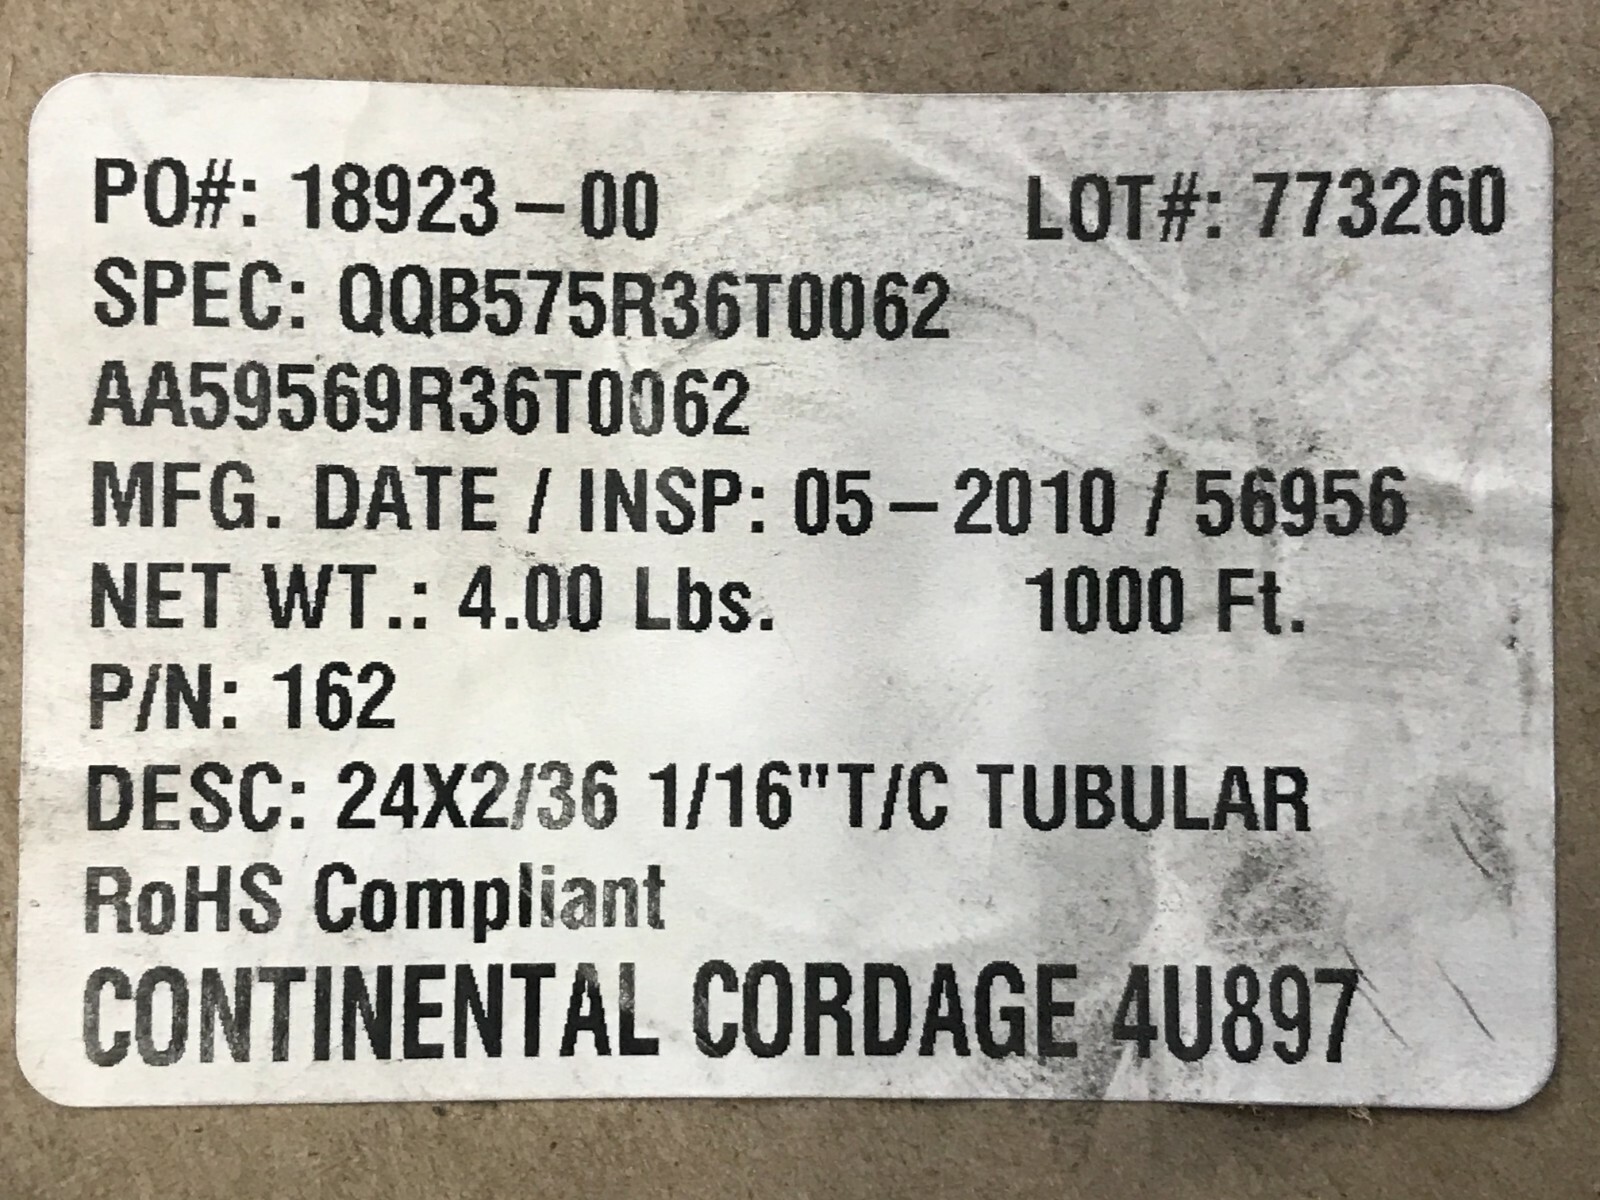 PO#: 18923-00 LOT#: 773260
SPEC: QQB575R36T0062
AA59569R36T0062
MFG. DATE / INSP: 05-2010 / 56956
NET WT.: 4.00 Lbs. 1000 Ft.
P/N: 162
DESC: 24X2/36 1/16"T/C TUBULAR
RoHS Compliant
CONTINENTAL CORDAGE 4U897